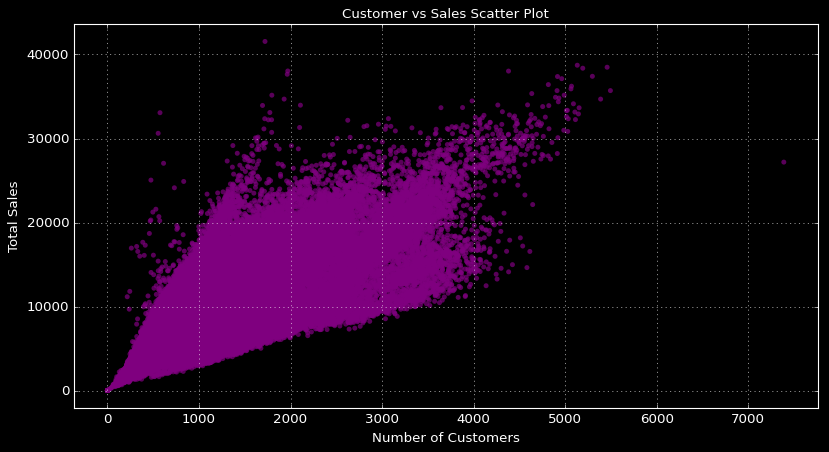 Customer vs Sales Scatter Plot
40000
30000
20000
10000
0
Total Sales
0 1000 2000 3000 4000 5000 6000 7000
Number of Customers